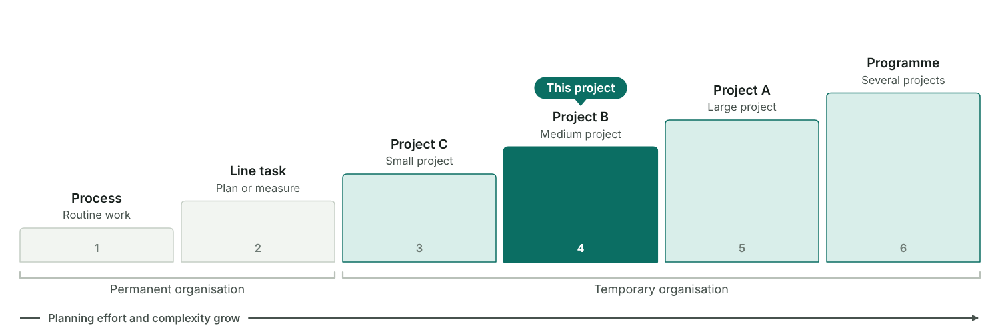 Process
Routine work
1
Line task
Plan or measure
2
Project C
Small project
3
This project
Project B
Medium project
4
Project A
Large project
5
Programme
Several projects
6
Permanent organisation
Temporary organisation
Planning effort and complexity grow